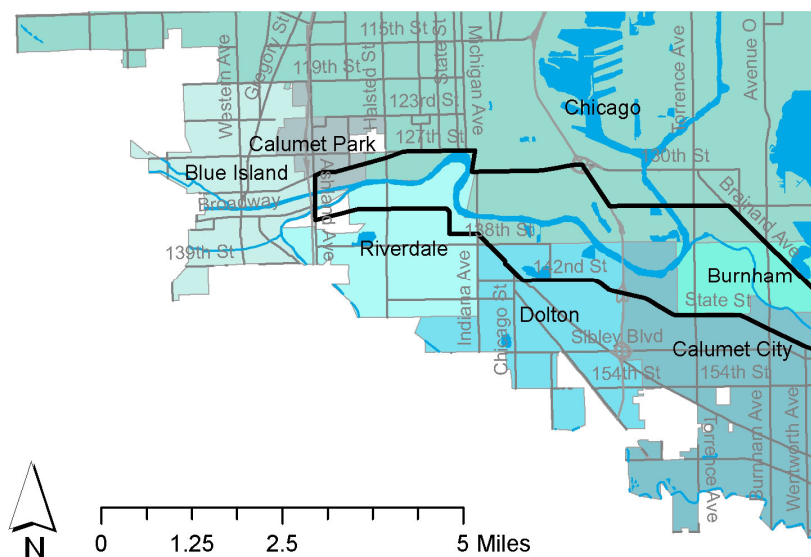 115th St
Western Ave
Gregory St
119th St
Halsted St
State St
Michigan Ave
Torrence Ave
Avenue O
123rd St
Chicago
127th St
Calumet Park
130th St
Blue Island
Ashland Ave
Broadway
Brainard Ave
138th St
139th St
Riverdale
142nd St
Burnham
State St
Indiana Ave
Chicago St
Dolton
Sibley Blvd
Calumet City
154th St
154th St
Torrence Ave
Burnham Ave
Wentworth Ave
N
0 1.25 2.5 5 Miles